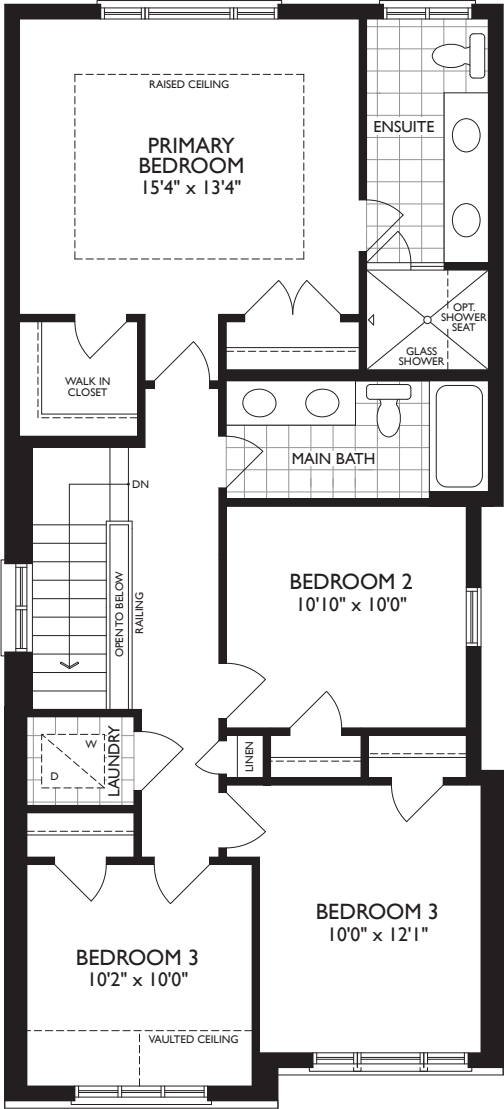 RAISED CEILING
PRIMARY
BEDROOM
15'4" x 13'4"
ENSUITE
OPT.
SHOWER
SEAT
GLASS
SHOWER
WALK IN
CLOSET
MAIN BATH
DN
OPEN TO BELOW
RAILING
BEDROOM 2
10'10" x 10'0"
LINEN
LAUNDRY
W
D
BEDROOM 3
10'0" x 12'1"
BEDROOM 3
10'2" x 10'0"
VAULTED CEILING